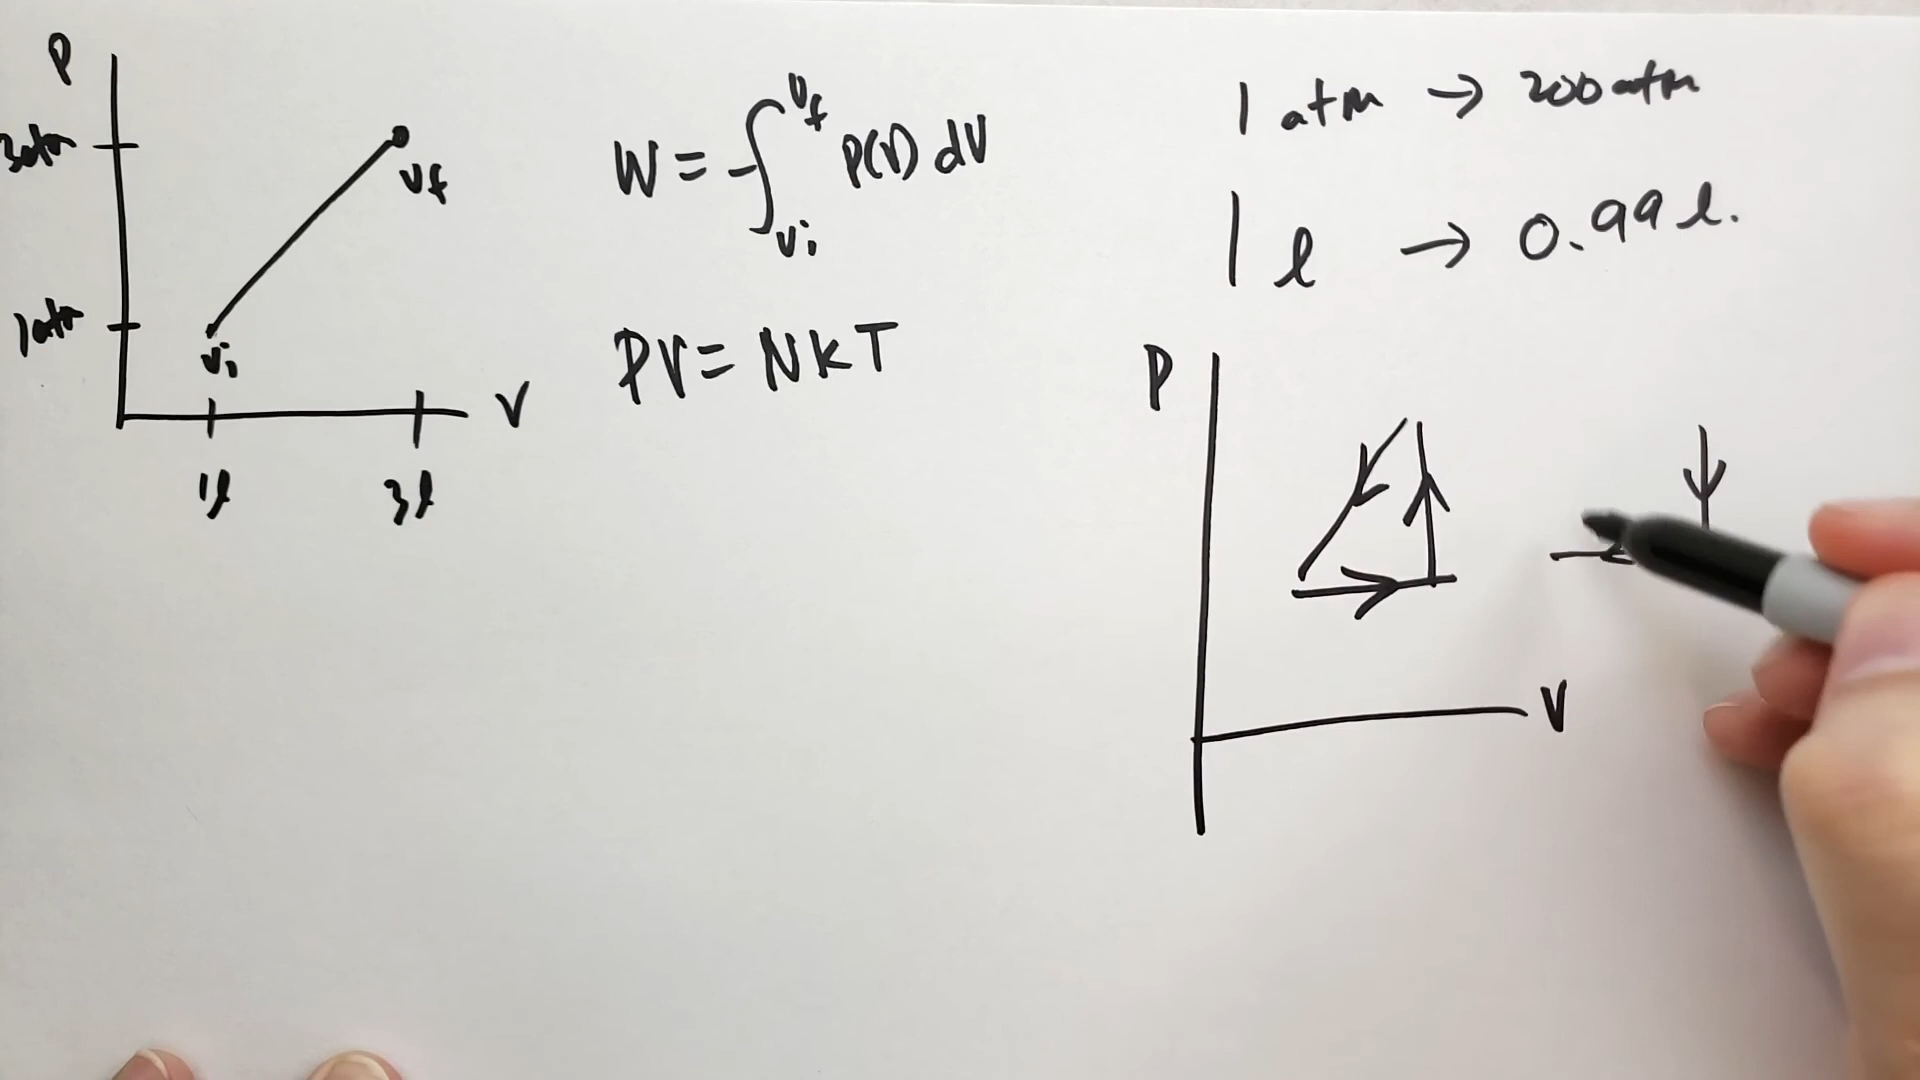 P
3atm
Vf
1atm
Vi
V
1l
3l
W = -∫ Vf Vi P(V) dV
PV = NKT
1 atm → 200 atm
1 l → 0.99 l.
P
V